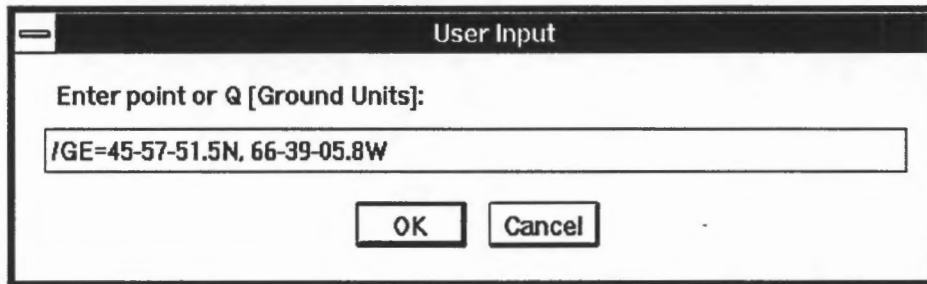 User Input
Enter point or Q [Ground Units]:
/GE=45-57-51.5N, 66-39-05.8W
OK Cancel